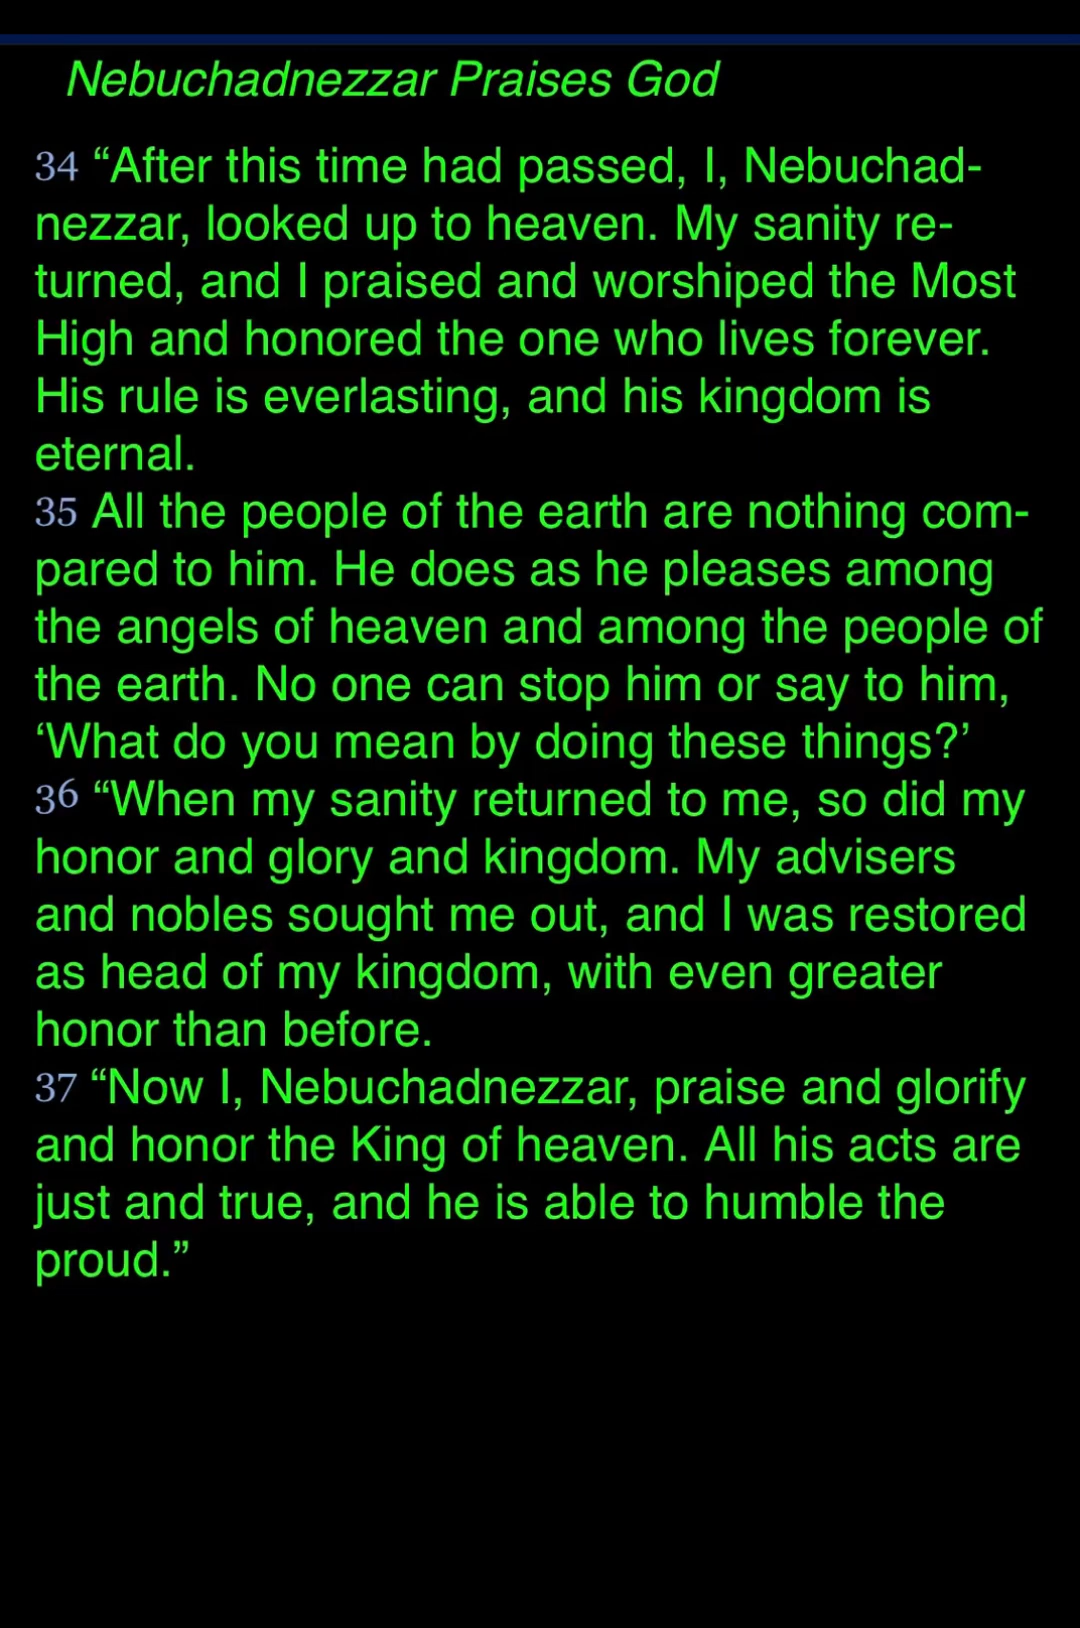 Nebuchadnezzar Praises God
34 “After this time had passed, I, Nebuchad-
nezzar, looked up to heaven. My sanity re-
turned, and I praised and worshiped the Most
High and honored the one who lives forever.
His rule is everlasting, and his kingdom is
eternal.
35 All the people of the earth are nothing com-
pared to him. He does as he pleases among
the angels of heaven and among the people of
the earth. No one can stop him or say to him,
‘What do you mean by doing these things?’
36 “When my sanity returned to me, so did my
honor and glory and kingdom. My advisers
and nobles sought me out, and I was restored
as head of my kingdom, with even greater
honor than before.
37 “Now I, Nebuchadnezzar, praise and glorify
and honor the King of heaven. All his acts are
just and true, and he is able to humble the
proud.”